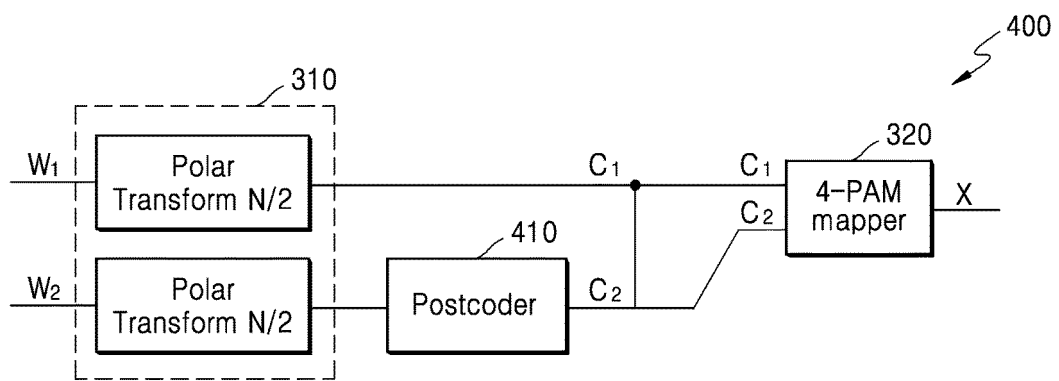 400
310
320
W1
Polar
Transform N/2
C1
C1
4-PAM
mapper
X
C2
410
W2
Polar
Transform N/2
Postcoder
C2